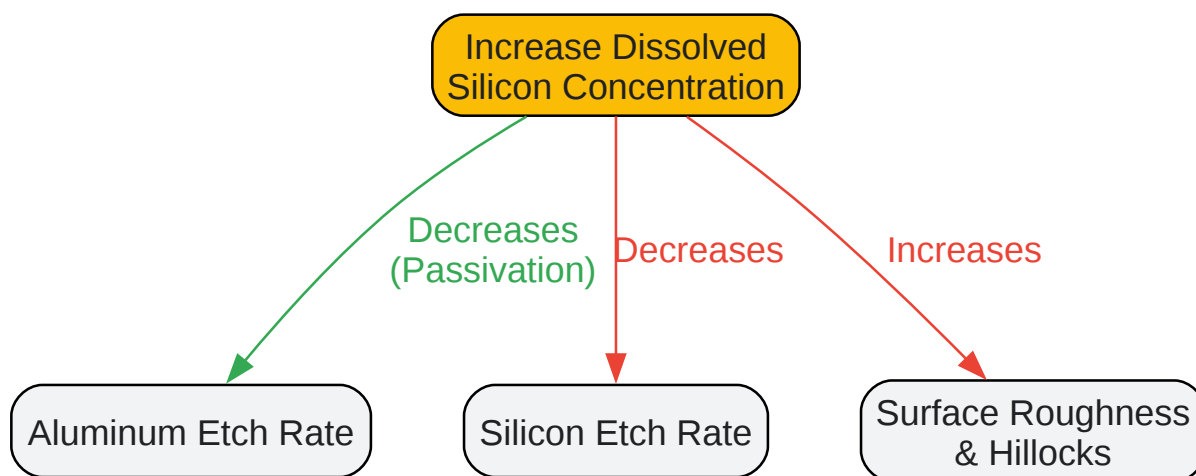 Increase Dissolved
Silicon Concentration
Decreases
(Passivation)
Decreases
Increases
Aluminum Etch Rate
Silicon Etch Rate
Surface Roughness
& Hillocks